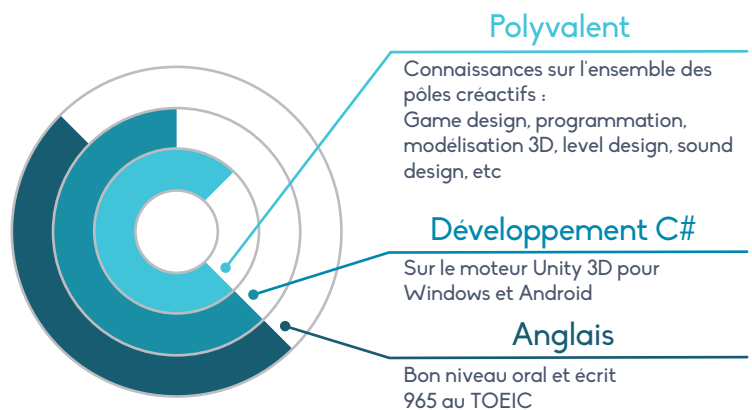 Polyvalent
Connaissances sur l'ensemble des
pôles créactifs :
Game design, programmation,
modélisation 3D, level design, sound
design, etc
Développement C#
Sur le moteur Unity 3D pour
Windows et Android
Anglais
Bon niveau oral et écrit
965 au TOEIC